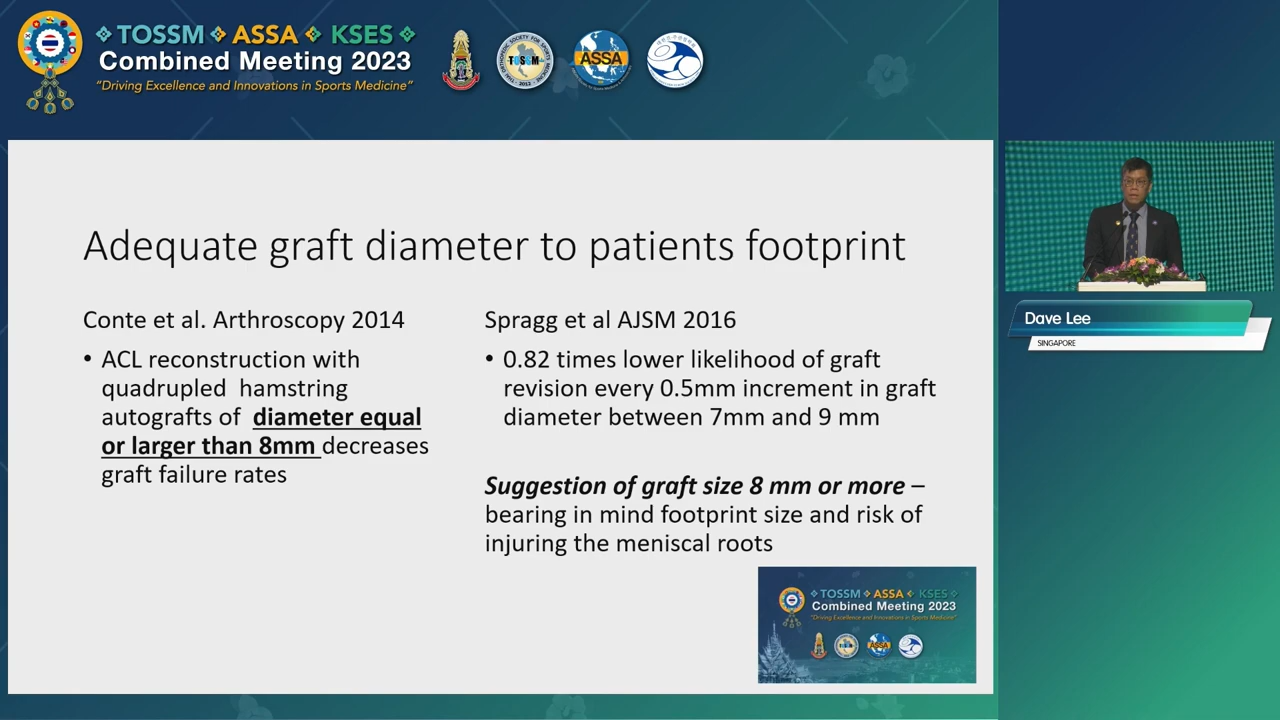 TOSSM ASSA KSES
Combined Meeting 2023
"Driving Excellence and Innovations in Sports Medicine"
TOSSM
ASSA
Adequate graft diameter to patients footprint
Conte et al. Arthroscopy 2014
• ACL reconstruction with
quadrupled hamstring
autografts of diameter equal
or larger than 8mm decreases
graft failure rates
Spragg et al AJSM 2016
• 0.82 times lower likelihood of graft
revision every 0.5mm increment in graft
diameter between 7mm and 9 mm
Suggestion of graft size 8 mm or more –
bearing in mind footprint size and risk of
injuring the meniscal roots
TOSSM ASSA KSES
Combined Meeting 2023
"Driving Excellence and Innovations in Sports Medicine"
ASSA
Dave Lee
SINGAPORE